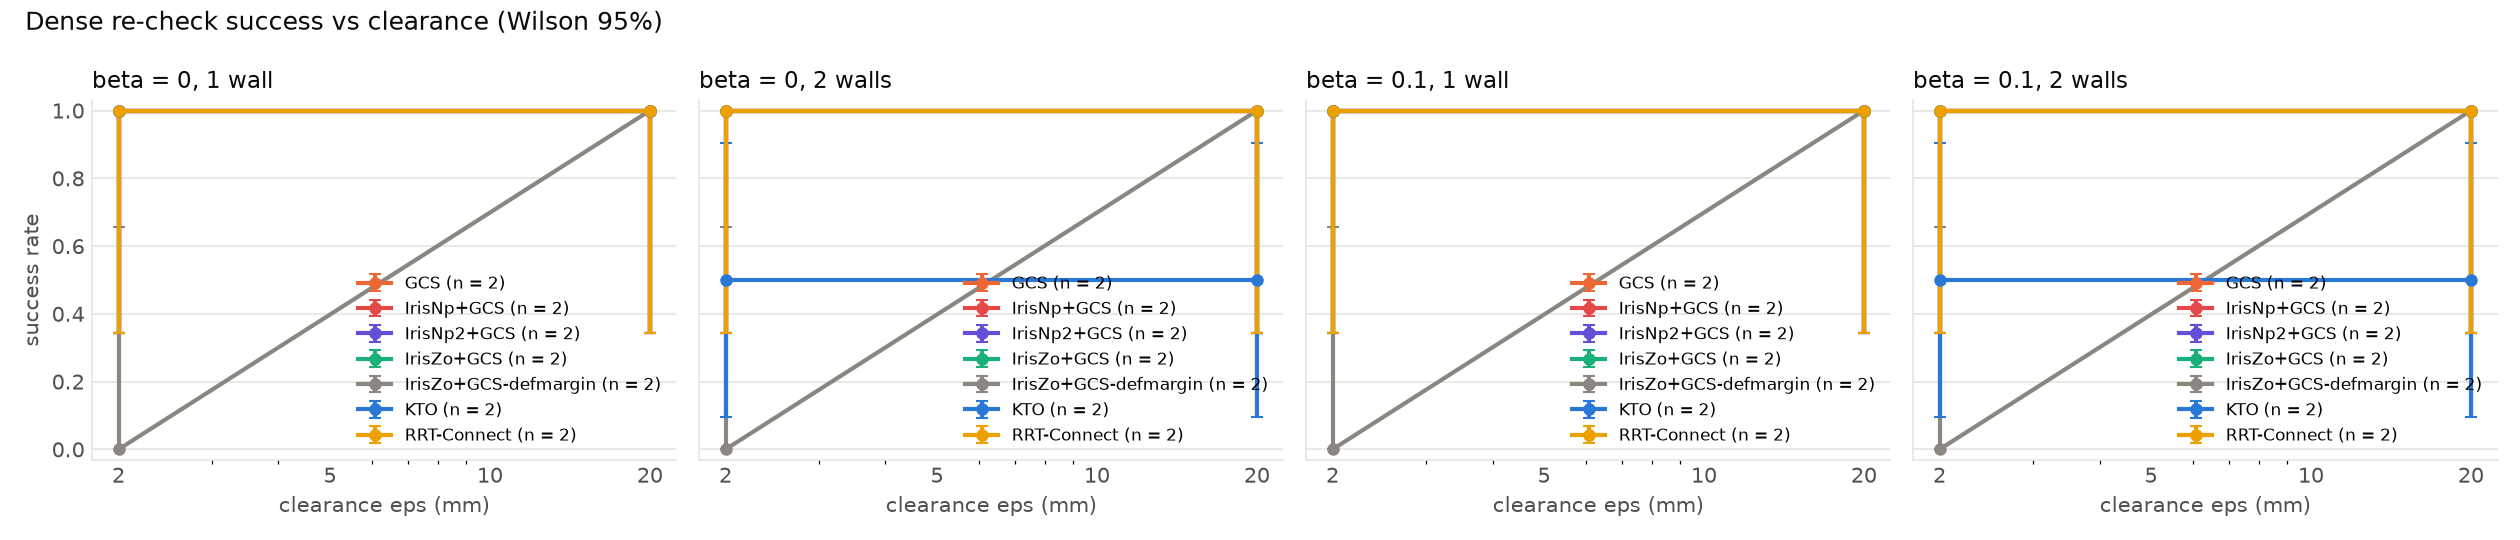 Dense re-check success vs clearance (Wilson 95%)
beta = 0, 1 wall
success rate
1.0
0.8
0.6
0.4
0.2
0.0
GCS (n = 2)
IrisNp+GCS (n = 2)
IrisNp2+GCS (n = 2)
IrisZo+GCS (n = 2)
IrisZo+GCS-defmargin (n = 2)
KTO (n = 2)
RRT-Connect (n = 2)
2 5 10 20
clearance eps (mm)
beta = 0, 2 walls
GCS (n = 2)
IrisNp+GCS (n = 2)
IrisNp2+GCS (n = 2)
IrisZo+GCS (n = 2)
IrisZo+GCS-defmargin (n = 2)
KTO (n = 2)
RRT-Connect (n = 2)
2 5 10 20
clearance eps (mm)
beta = 0.1, 1 wall
GCS (n = 2)
IrisNp+GCS (n = 2)
IrisNp2+GCS (n = 2)
IrisZo+GCS (n = 2)
IrisZo+GCS-defmargin (n = 2)
KTO (n = 2)
RRT-Connect (n = 2)
2 5 10 20
clearance eps (mm)
beta = 0.1, 2 walls
GCS (n = 2)
IrisNp+GCS (n = 2)
IrisNp2+GCS (n = 2)
IrisZo+GCS (n = 2)
IrisZo+GCS-defmargin (n = 2)
KTO (n = 2)
RRT-Connect (n = 2)
2 5 10 20
clearance eps (mm)